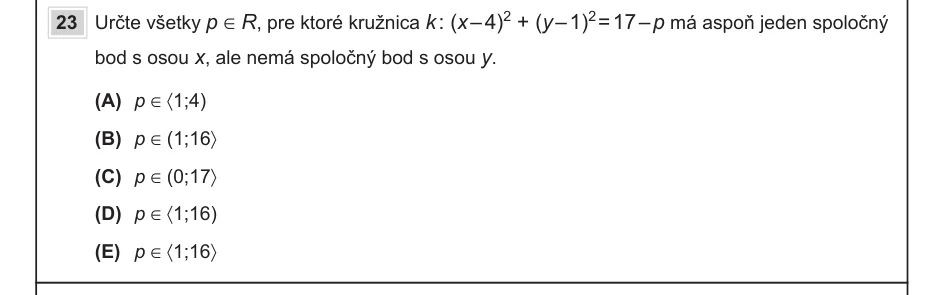 23 Určte všetky p ∈ R, pre ktoré kružnica k: (x–4)² + (y–1)²=17–p má aspoň jeden spoločný
bod s osou x, ale nemá spoločný bod s osou y.
(A) p ∈ ⟨1;4)
(B) p ∈ (1;16⟩
(C) p ∈ (0;17⟩
(D) p ∈ ⟨1;16)
(E) p ∈ ⟨1;16⟩